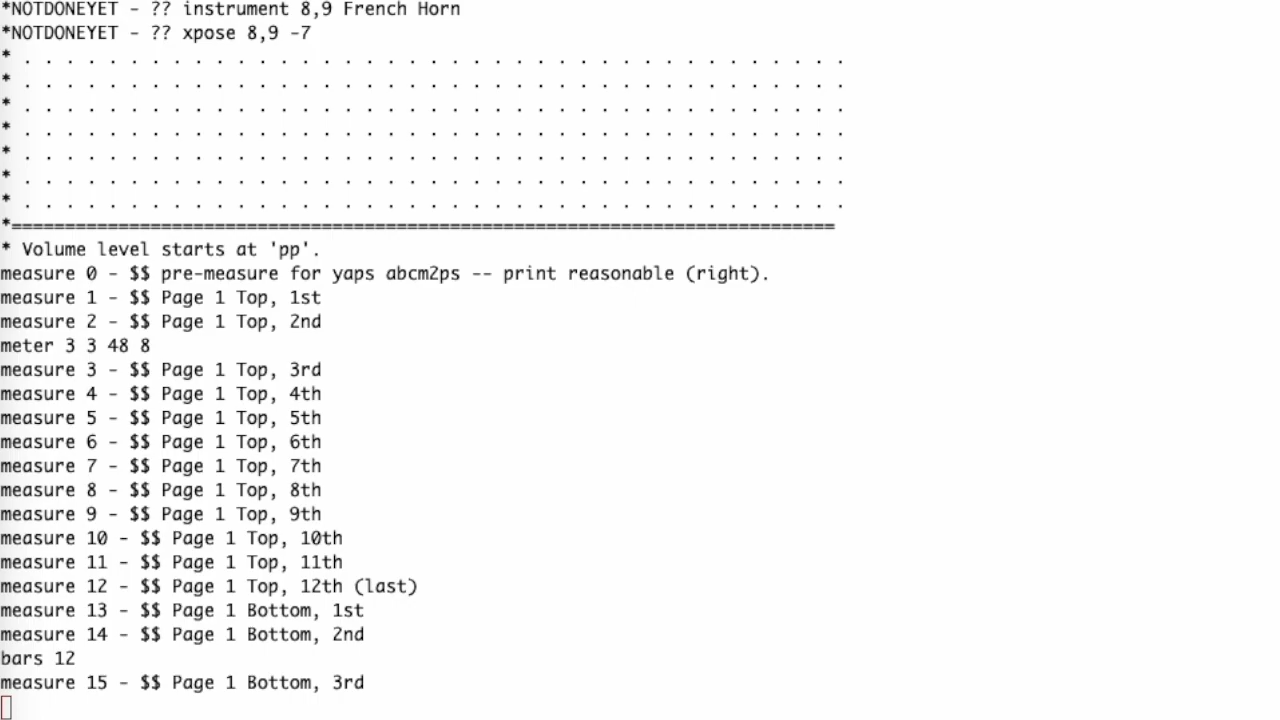 *NOTDONEYET - ?? instrument 8,9 French Horn
*NOTDONEYET - ?? xpose 8,9 -7
* . . . . . . . . . . . . . . . . . . . . . . . . . . . . . . . . . . . . . . .
* . . . . . . . . . . . . . . . . . . . . . . . . . . . . . . . . . . . . . . .
* . . . . . . . . . . . . . . . . . . . . . . . . . . . . . . . . . . . . . . .
* . . . . . . . . . . . . . . . . . . . . . . . . . . . . . . . . . . . . . . .
* . . . . . . . . . . . . . . . . . . . . . . . . . . . . . . . . . . . . . . .
* . . . . . . . . . . . . . . . . . . . . . . . . . . . . . . . . . . . . . . .
* . . . . . . . . . . . . . . . . . . . . . . . . . . . . . . . . . . . . . . .
*=============================================================================
* Volume level starts at 'pp'.
measure 0 - $$ pre-measure for yaps abcm2ps -- print reasonable (right).
measure 1 - $$ Page 1 Top, 1st
measure 2 - $$ Page 1 Top, 2nd
meter 3 3 48 8
measure 3 - $$ Page 1 Top, 3rd
measure 4 - $$ Page 1 Top, 4th
measure 5 - $$ Page 1 Top, 5th
measure 6 - $$ Page 1 Top, 6th
measure 7 - $$ Page 1 Top, 7th
measure 8 - $$ Page 1 Top, 8th
measure 9 - $$ Page 1 Top, 9th
measure 10 - $$ Page 1 Top, 10th
measure 11 - $$ Page 1 Top, 11th
measure 12 - $$ Page 1 Top, 12th (last)
measure 13 - $$ Page 1 Bottom, 1st
measure 14 - $$ Page 1 Bottom, 2nd
bars 12
measure 15 - $$ Page 1 Bottom, 3rd